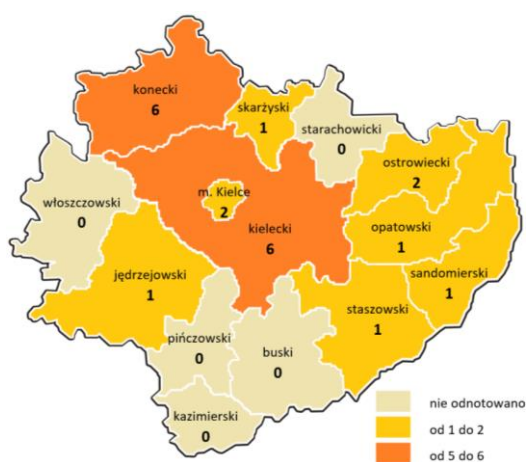 konecki
6
skarżyski
1
starachowicki
0
ostrowiecki
2
m. Kielce
2
włoszczowski
0
kielecki
6
opatowski
1
sandomierski
1
jędrzejowski
1
staszowski
1
pińczowski
0
buski
0
kazimierski
0
nie odnotowano
od 1 do 2
od 5 do 6